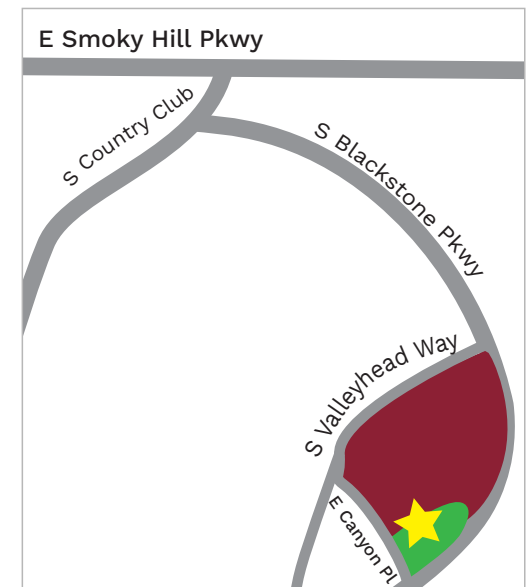 E Smoky Hill Pkwy
S Country Club
S Blackstone Pkwy
S Valleyhead Way
E Canyon Pl